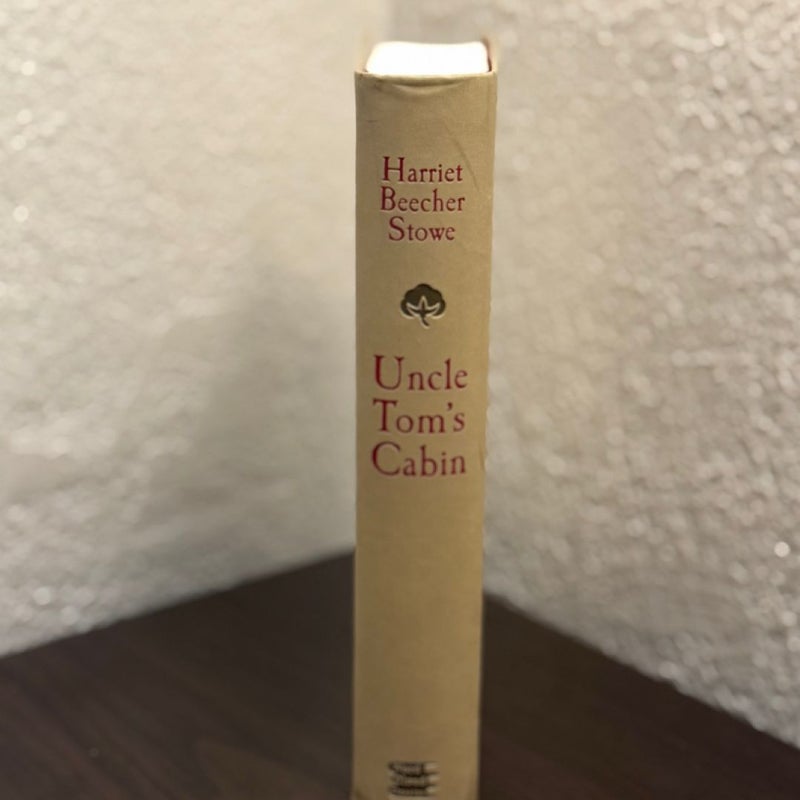 Harriet
Beecher
Stowe
Uncle
Tom's
Cabin